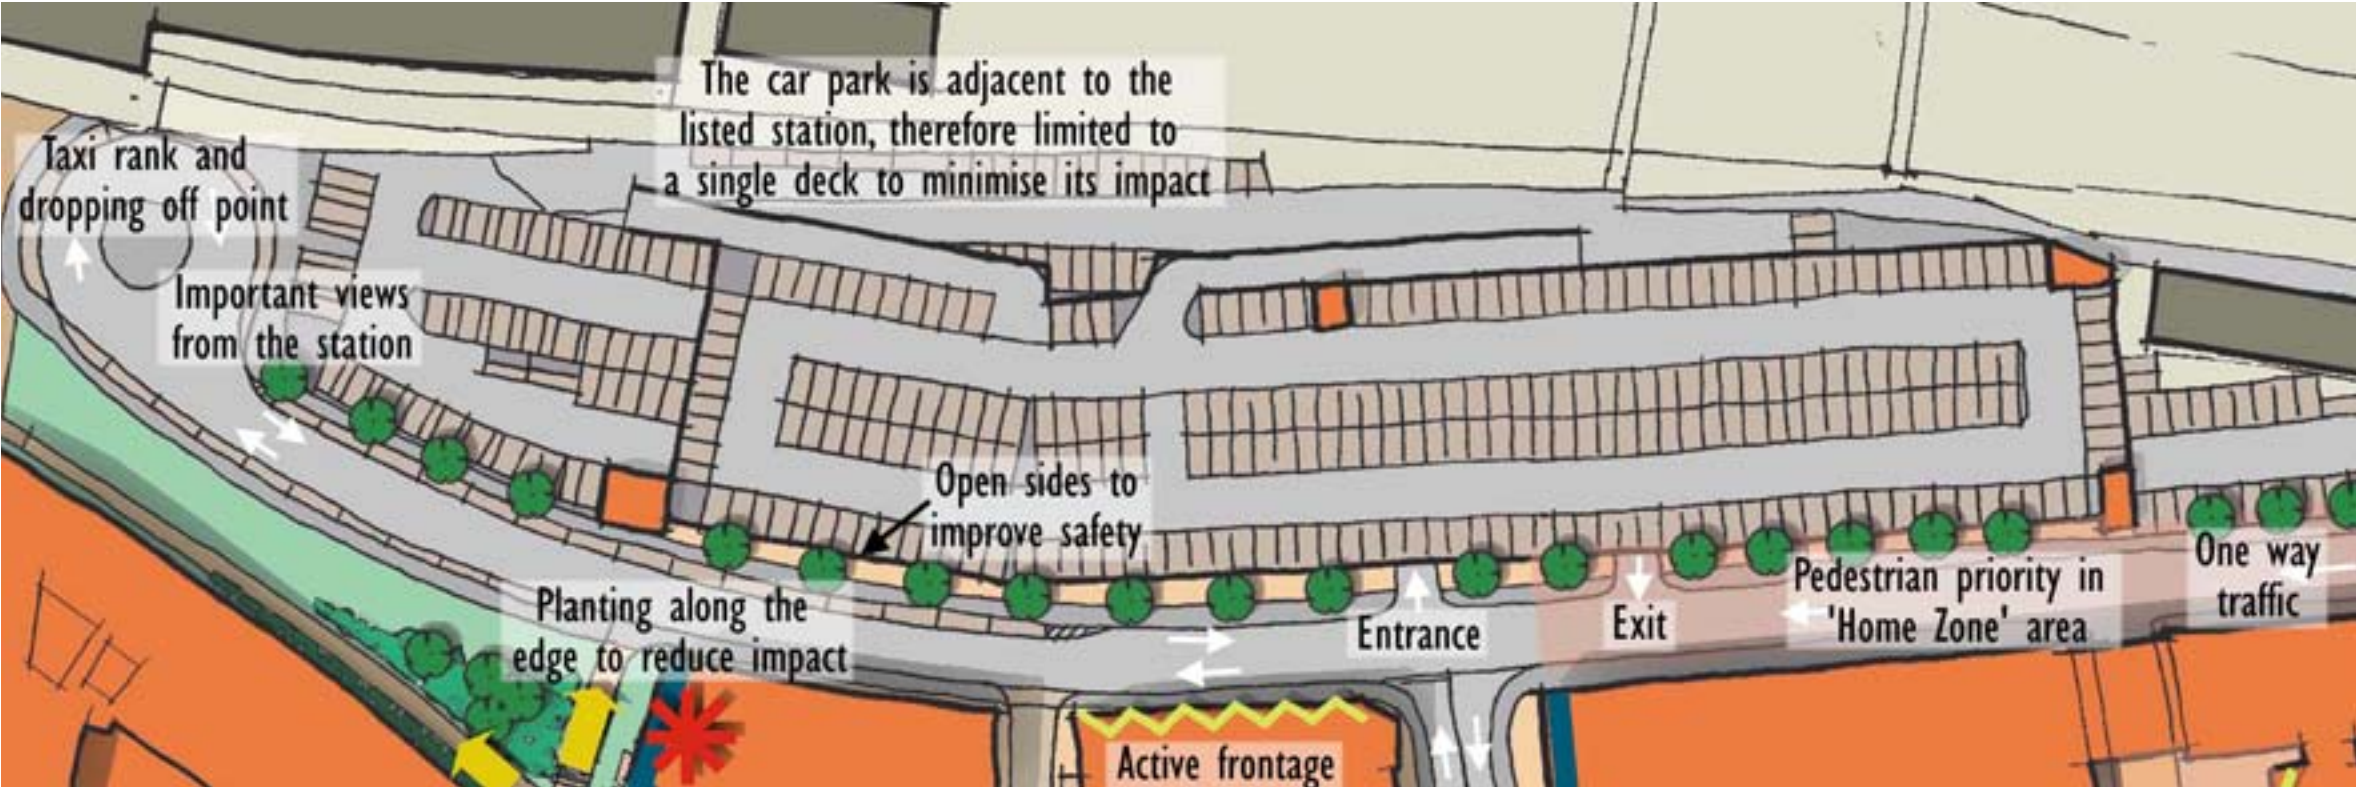 The car park is adjacent to the
listed station, therefore limited to
a single deck to minimise its impact
Taxi rank and
dropping off point
Important views
from the station
Open sides to
improve safety
Planting along the
edge to reduce impact
Entrance
Exit
Pedestrian priority in
'Home Zone' area
One way
traffic
Active frontage